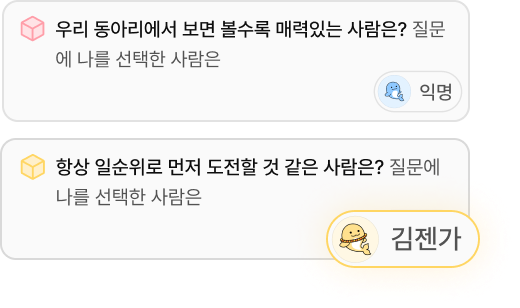 우리 동아리에서 보면 볼수록 매력있는 사람은? 질문
에 나를 선택한 사람은
익명
항상 일순위로 먼저 도전할 것 같은 사람은? 질문에
나를 선택한 사람은
김젠가